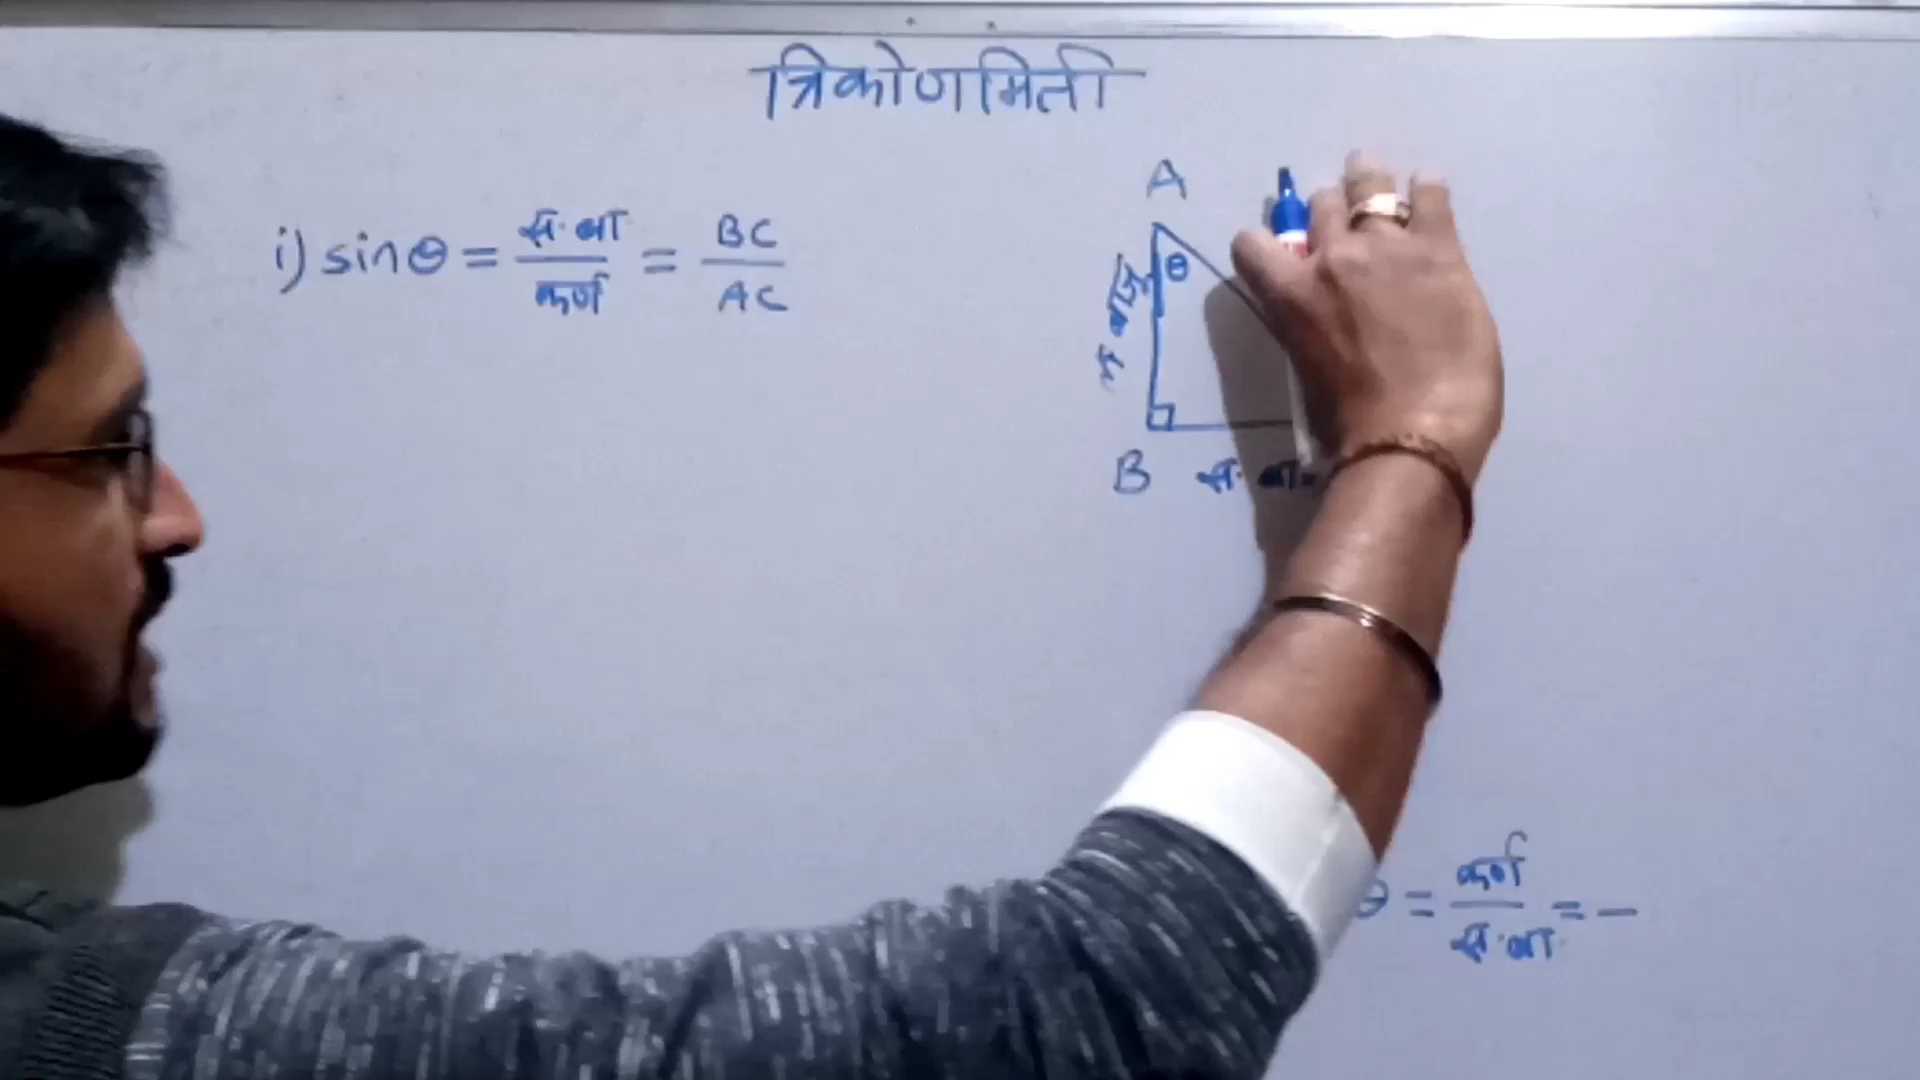 त्रिकोणमिती
i) sinθ = स. बा / कर्ण = BC / AC
A
θ
B
स. बा.
θ = कर्ण / स. बा. = —